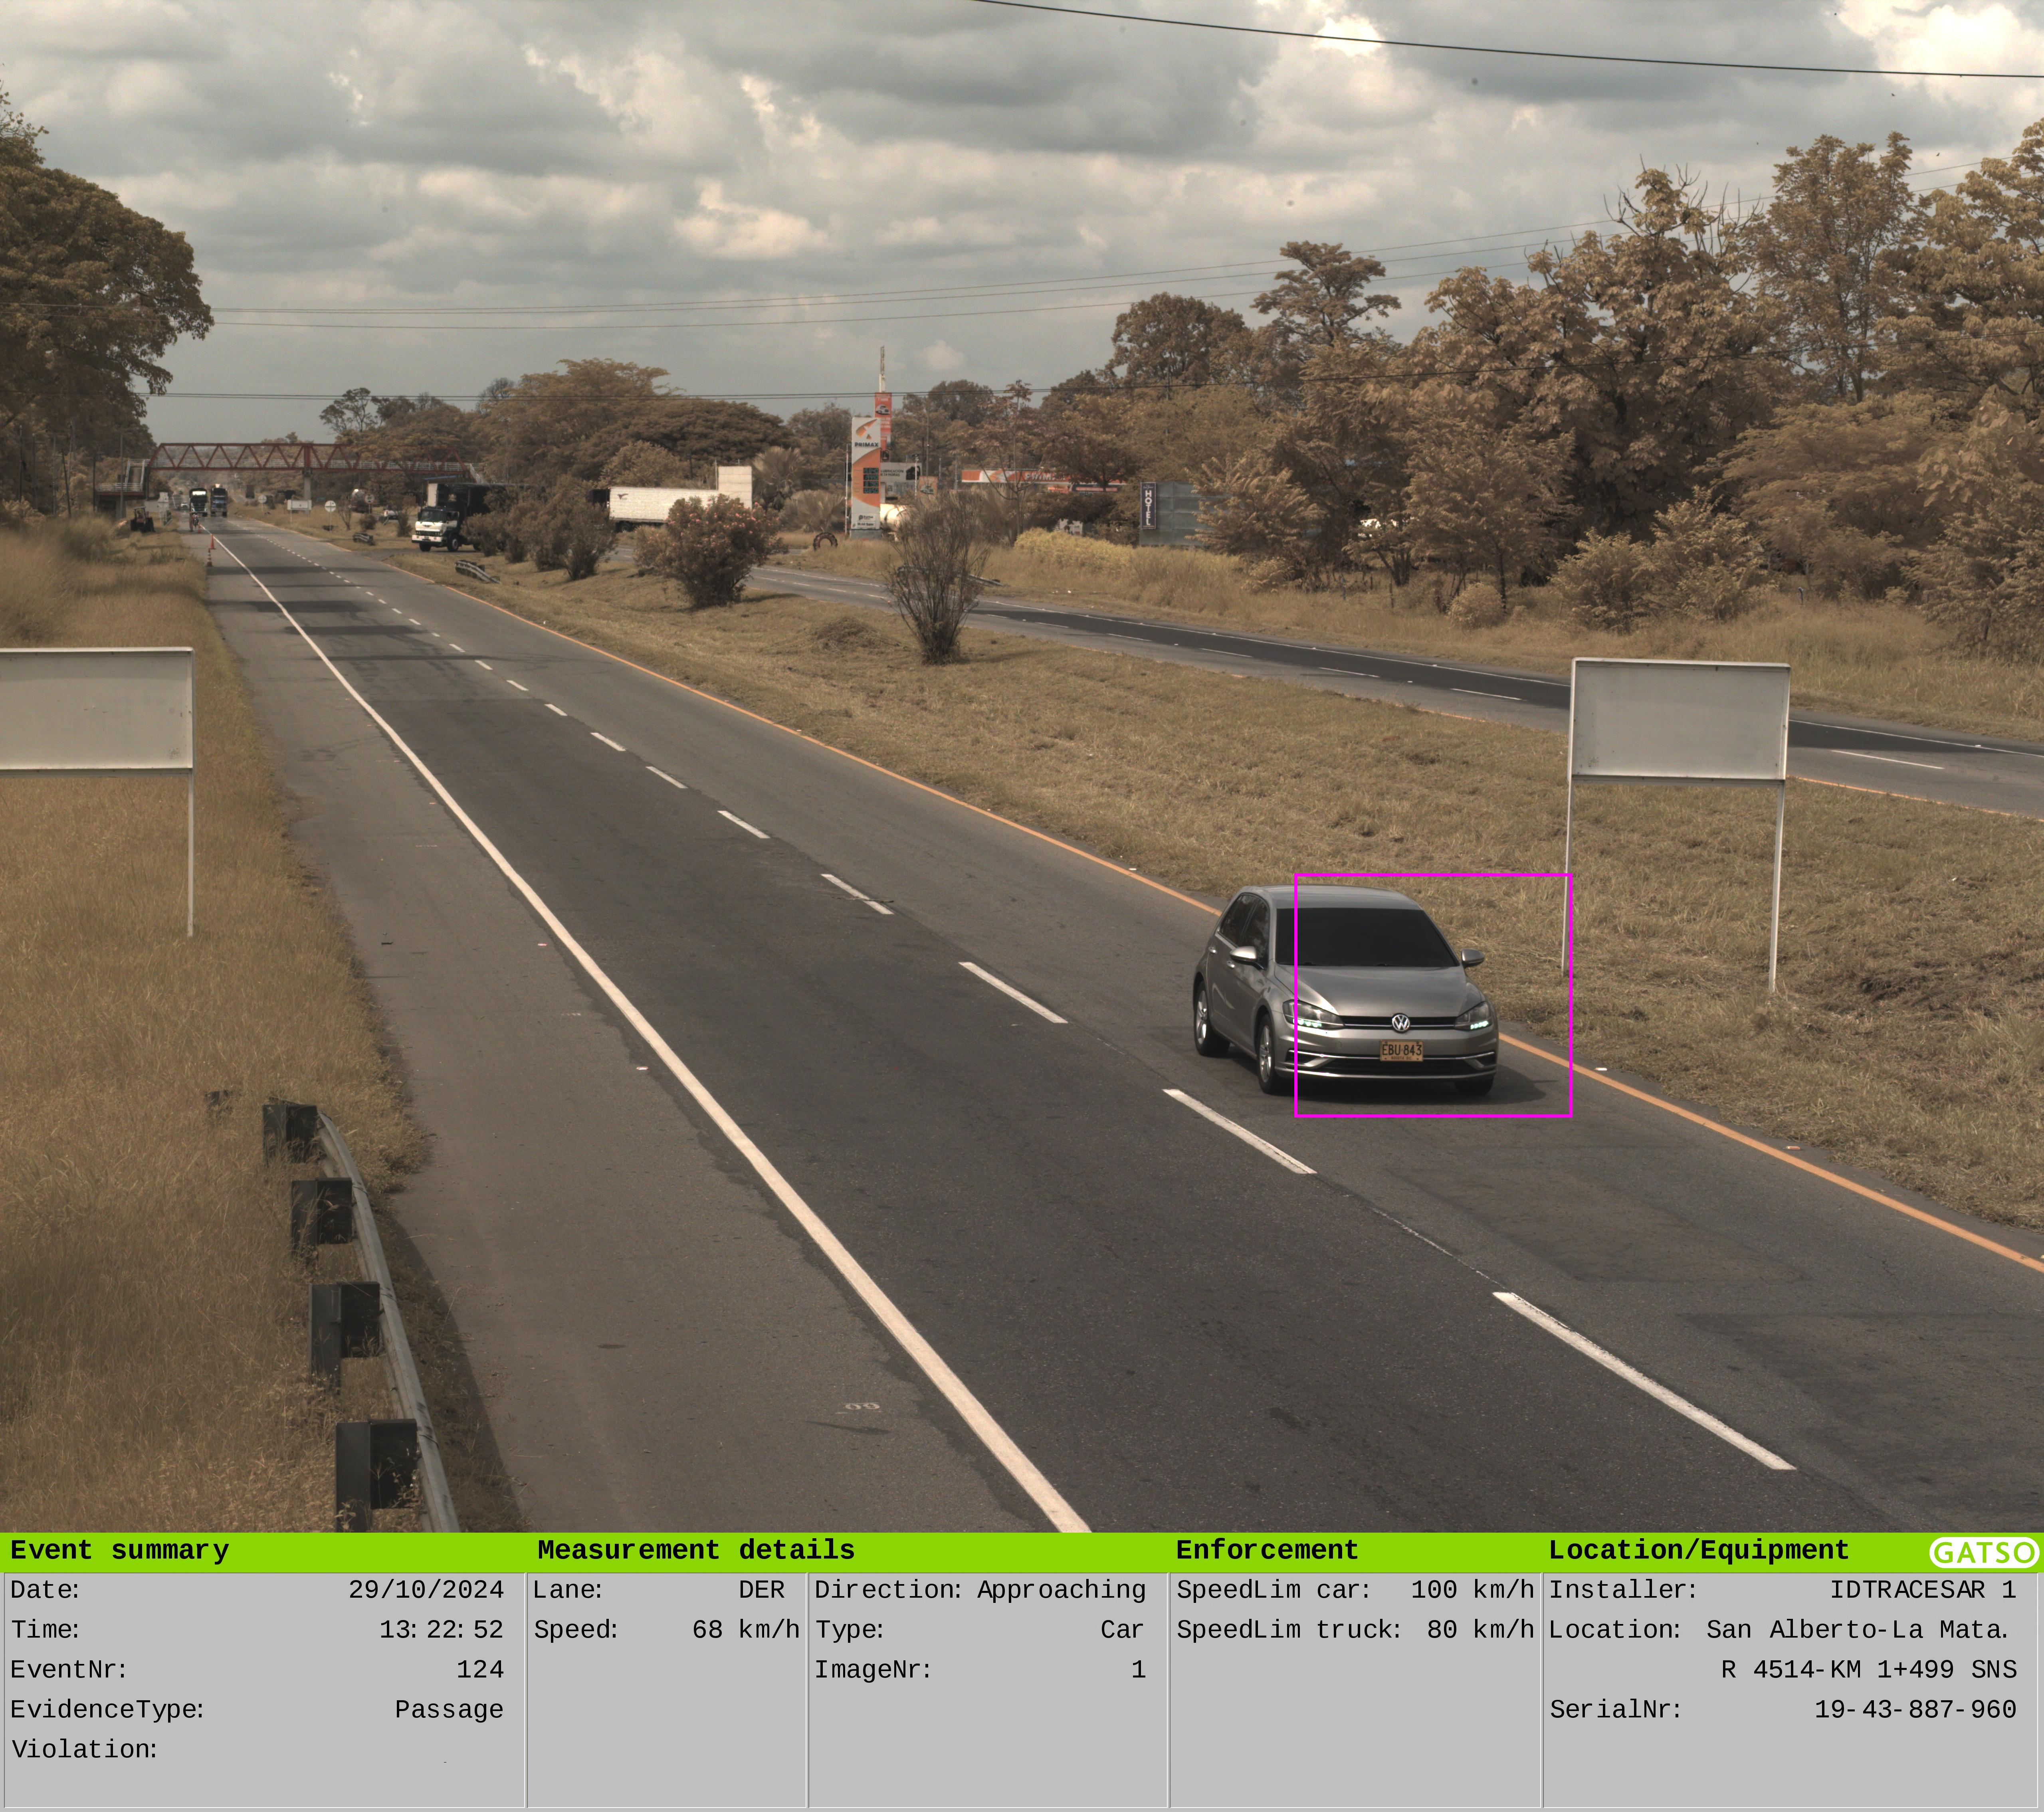 PRIMAX
HOTEL
EBU 843
Event summary
Measurement details
Enforcement
Location/Equipment
GATSO
Date: 29/10/2024
Time: 13:22:52
EventNr: 124
EvidenceType: Passage
Violation:
Lane: DER
Speed: 68 km/h
Direction: Approaching
Type: Car
ImageNr: 1
SpeedLim car: 100 km/h
SpeedLim truck: 80 km/h
Installer: IDTRACESAR 1
Location: San Alberto-La Mata.
R 4514-KM 1+499 SNS
SerialNr: 19-43-887-960